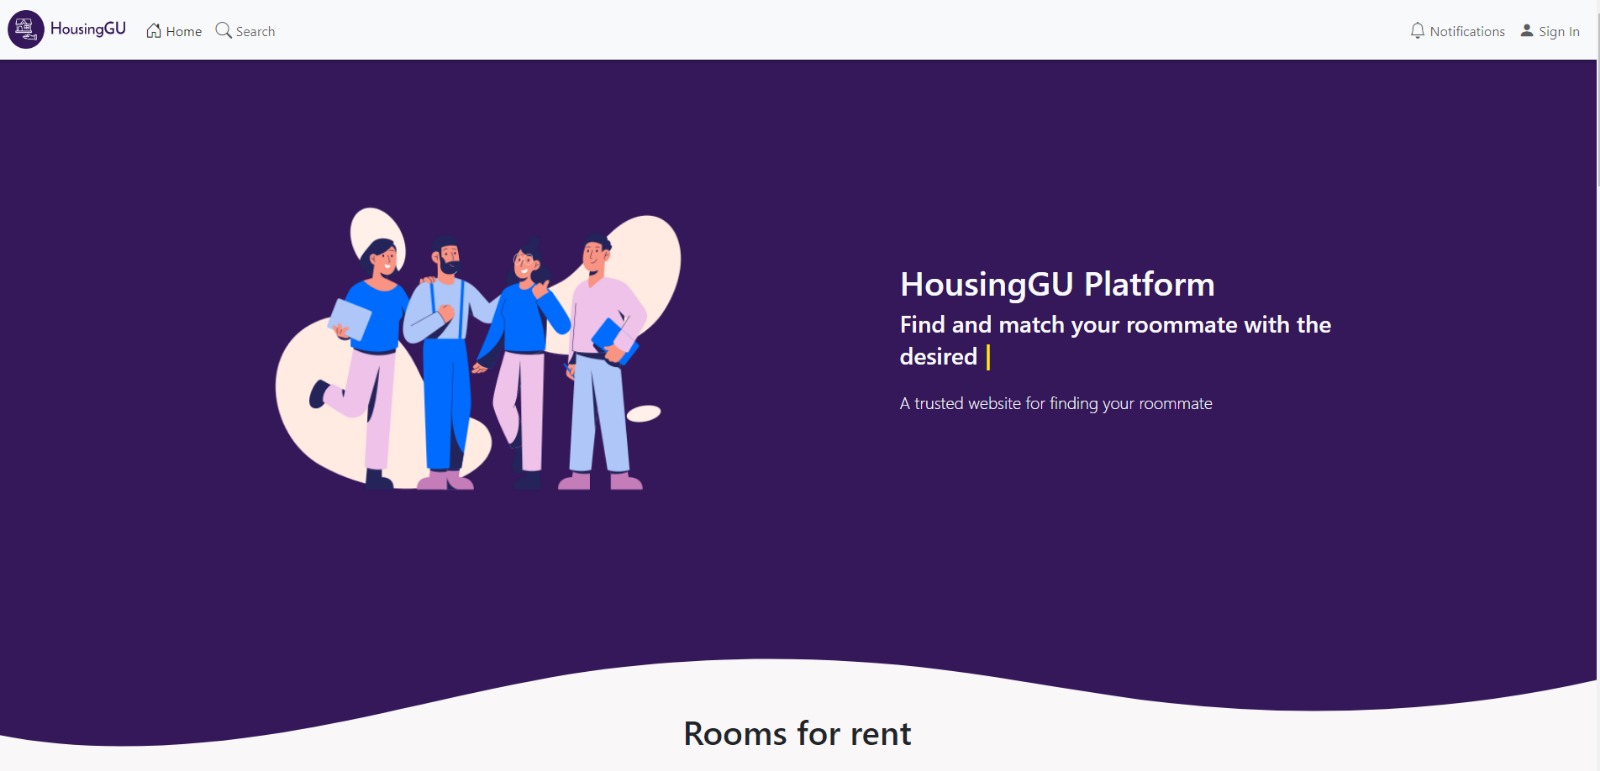 HousingGU
Home
Search
Notifications
Sign In
HousingGU Platform
Find and match your roommate with the
desired
A trusted website for finding your roommate
Rooms for rent